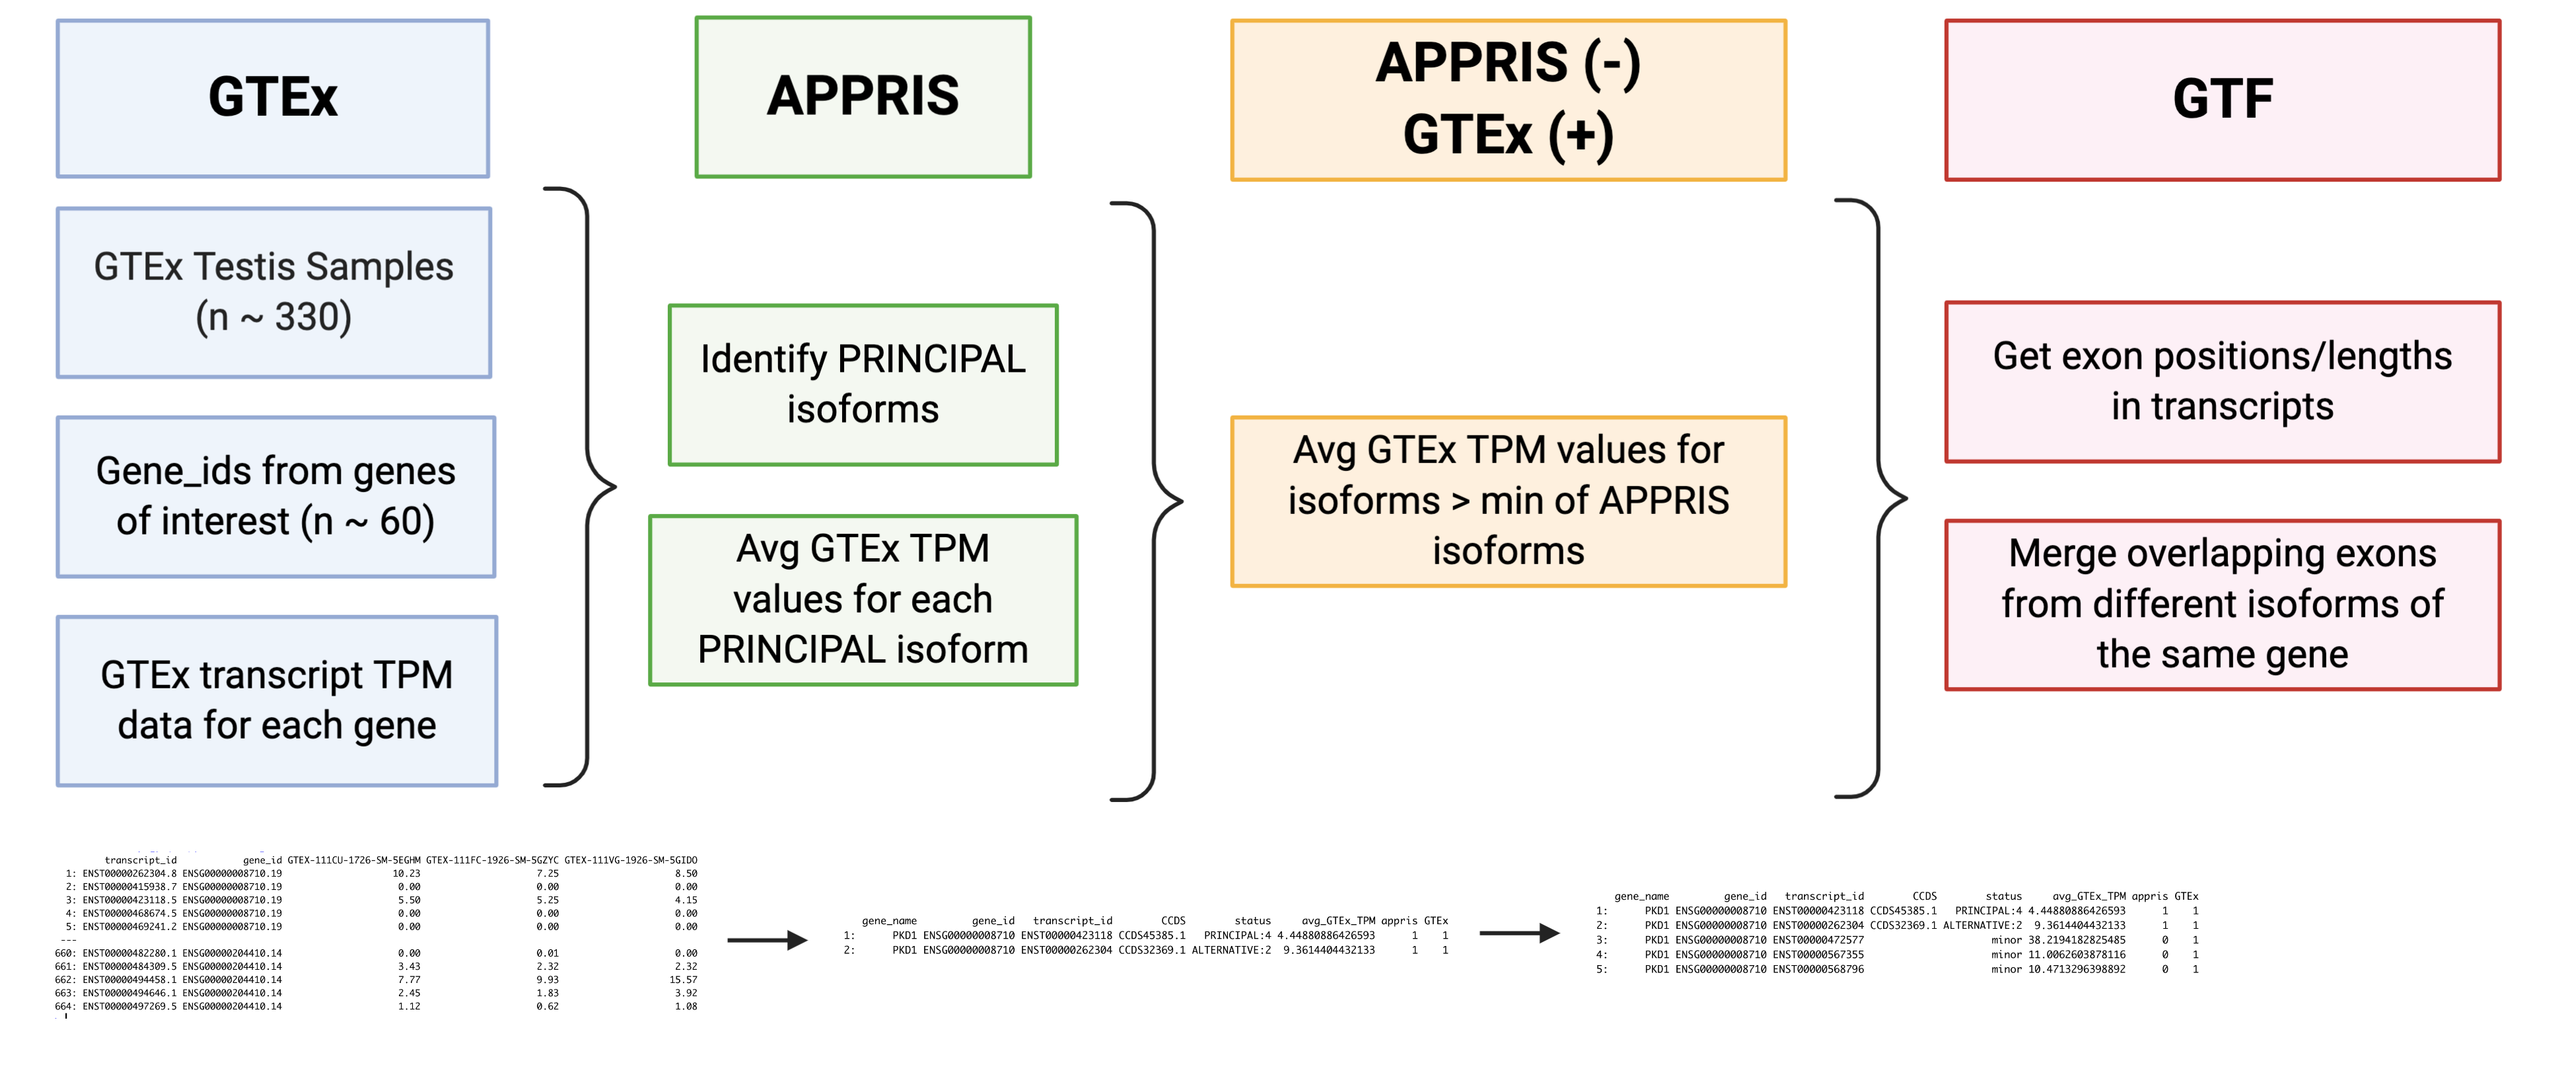 GTEx
GTEx Testis Samples
(n ~ 330)
Gene_ids from genes
of interest (n ~ 60)
GTEx transcript TPM
data for each gene
APPRIS
Identify PRINCIPAL
isoforms
Avg GTEx TPM
values for each
PRINCIPAL isoform
APPRIS (-)
GTEx (+)
Avg GTEx TPM values for
isoforms > min of APPRIS
isoforms
GTF
Get exon positions/lengths
in transcripts
Merge overlapping exons
from different isoforms of
the same gene
transcript_id gene_id GTEX-111CU-1726-SM-5EGHM GTEX-111FC-1926-SM-5GZYC GTEX-111VG-1926-SM-5GIDO
1: ENST00000262304.8 ENSG00000008710.19 10.23 7.25 8.50
2: ENST00000415938.7 ENSG00000008710.19 0.00 0.00 0.00
3: ENST00000423118.5 ENSG00000008710.19 5.50 5.25 4.15
4: ENST00000468674.5 ENSG00000008710.19 0.00 0.00 0.00
5: ENST00000469241.2 ENSG00000008710.19 0.00 0.00 0.00
---
660: ENST00000482280.1 ENSG00000204410.14 0.00 0.01 0.00
661: ENST00000484309.5 ENSG00000204410.14 3.43 2.32 2.32
662: ENST00000494458.1 ENSG00000204410.14 7.77 9.93 15.57
663: ENST00000494646.1 ENSG00000204410.14 2.45 1.83 3.92
664: ENST00000497269.5 ENSG00000204410.14 1.12 0.62 1.08
gene_name gene_id transcript_id CCDS status avg_GTEx_TPM appris GTEx
1: PKD1 ENSG00000008710 ENST00000423118 CCDS45385.1 PRINCIPAL:4 4.44880886426593 1 1
2: PKD1 ENSG00000008710 ENST00000262304 CCDS32369.1 ALTERNATIVE:2 9.3614404432133 1 1
gene_name gene_id transcript_id CCDS status avg_GTEx_TPM appris GTEx
1: PKD1 ENSG00000008710 ENST00000423118 CCDS45385.1 PRINCIPAL:4 4.44880886426593 1 1
2: PKD1 ENSG00000008710 ENST00000262304 CCDS32369.1 ALTERNATIVE:2 9.3614404432133 1 1
3: PKD1 ENSG00000008710 ENST00000472577 minor 38.2194182825485 0 1
4: PKD1 ENSG00000008710 ENST00000567355 minor 11.0062603878116 0 1
5: PKD1 ENSG00000008710 ENST00000568796 minor 10.4713296398892 0 1